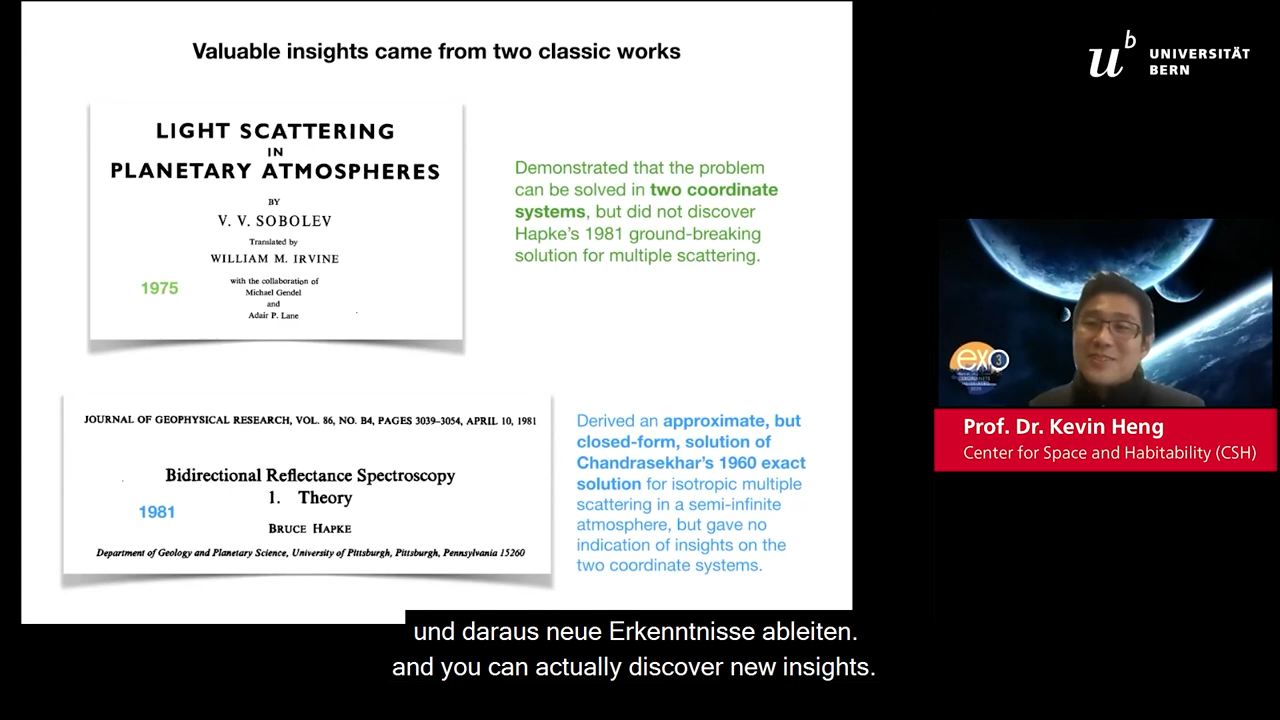 Valuable insights came from two classic works
LIGHT SCATTERING
IN
PLANETARY ATMOSPHERES
BY
V. V. SOBOLEV
Translated by
WILLIAM M. IRVINE
with the collaboration of
Michael Gendel
and
Adair P. Lane
1975
Demonstrated that the problem
can be solved in two coordinate
systems, but did not discover
Hapke's 1981 ground-breaking
solution for multiple scattering.
JOURNAL OF GEOPHYSICAL RESEARCH, VOL. 86, NO. B4, PAGES 3039–3054, APRIL 10, 1981
Bidirectional Reflectance Spectroscopy
1. Theory
1981
BRUCE HAPKE
Department of Geology and Planetary Science, University of Pittsburgh, Pittsburgh, Pennsylvania 15260
Derived an approximate, but
closed-form, solution of
Chandrasekhar's 1960 exact
solution for isotropic multiple
scattering in a semi-infinite
atmosphere, but gave no
indication of insights on the
two coordinate systems.
u b UNIVERSITÄT
BERN
exo 3
Prof. Dr. Kevin Heng
Center for Space and Habitability (CSH)
und daraus neue Erkenntnisse ableiten.
and you can actually discover new insights.